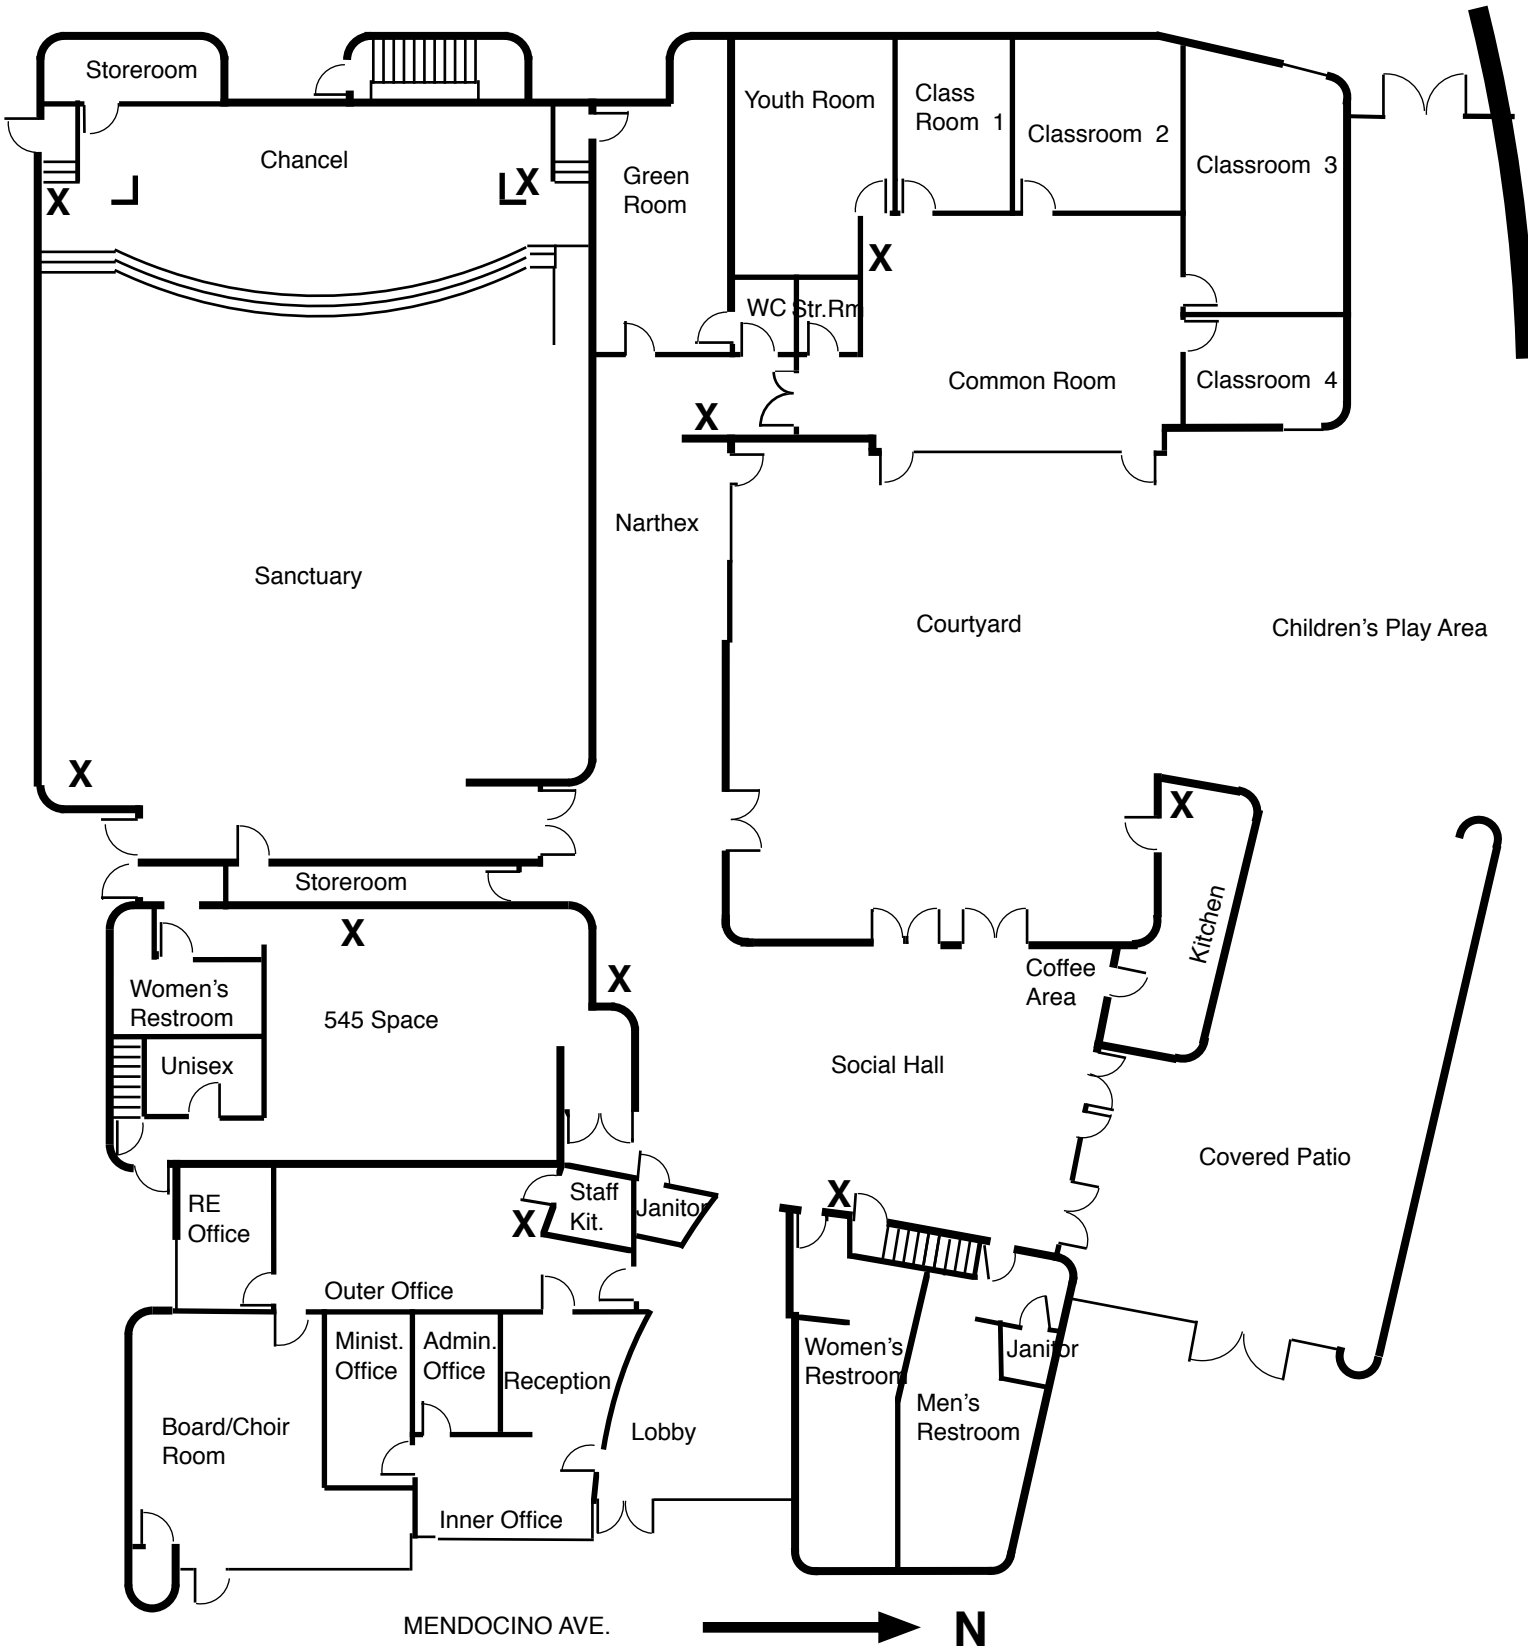 Storeroom
Youth Room
Class
Room 1
Classroom 2
Classroom 3
Chancel
X
X
Green
Room
X
WC
Str.Rm
Classroom 4
Common Room
X
Narthex
Sanctuary
Courtyard
Children's Play Area
X
X
Storeroom
Kitchen
X
X
Coffee
Area
Women's
Restroom
545 Space
Unisex
Social Hall
Covered Patio
RE
Office
Staff
Kit.
X
Janitor
X
Outer Office
Minist.
Office
Admin.
Office
Reception
Women's
Restroom
Janitor
Men's
Restroom
Board/Choir
Room
Lobby
Inner Office
MENDOCINO AVE.
N